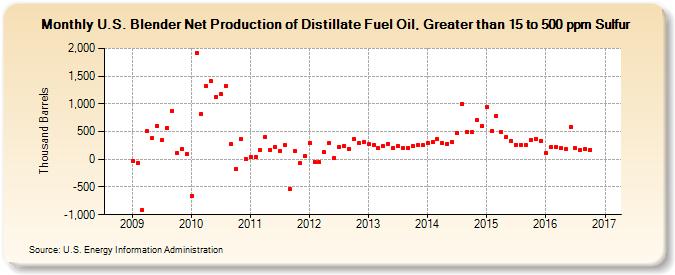 Monthly U.S. Blender Net Production of Distillate Fuel Oil, Greater than 15 to 500 ppm Sulfur
Thousand Barrels
2,000
1,500
1,000
500
0
-500
-1,000
2009 2010 2011 2012 2013 2014 2015 2016 2017
Source: U.S. Energy Information Administration